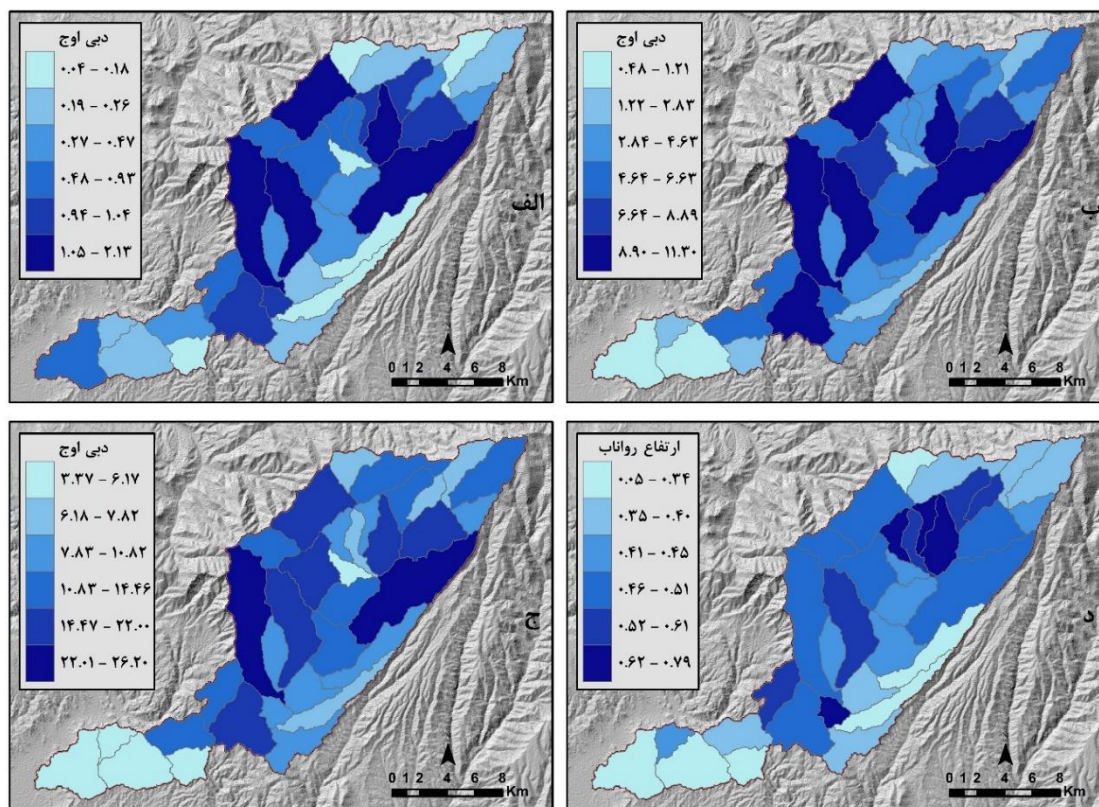 دبی اوج
۰.۰۴ - ۰.۱۸
۰.۱۹ - ۰.۲۶
۰.۲۷ - ۰.۴۷
۰.۴۸ - ۰.۹۳
۰.۹۴ - ۱.۰۴
۱.۰۵ - ۲.۱۳
الف
0 1 2 4 6 8
Km
دبی اوج
۰.۴۸ - ۱.۲۱
۱.۲۲ - ۲.۸۳
۲.۸۴ - ۴.۶۳
۴.۶۴ - ۶.۶۳
۶.۶۴ - ۸.۸۹
۸.۹۰ - ۱۱.۳۰
ب
0 1 2 4 6 8
Km
دبی اوج
۳.۳۷ - ۶.۱۷
۶.۱۸ - ۷.۸۲
۷.۸۳ - ۱۰.۸۲
۱۰.۸۳ - ۱۴.۴۶
۱۴.۴۷ - ۲۲.۰۰
۲۲.۰۱ - ۲۶.۲۰
ج
0 1 2 4 6 8
Km
ارتفاع رواناب
۰.۰۵ - ۰.۳۴
۰.۳۵ - ۰.۴۰
۰.۴۱ - ۰.۴۵
۰.۴۶ - ۰.۵۱
۰.۵۲ - ۰.۶۱
۰.۶۲ - ۰.۷۹
د
0 1 2 4 6 8
Km